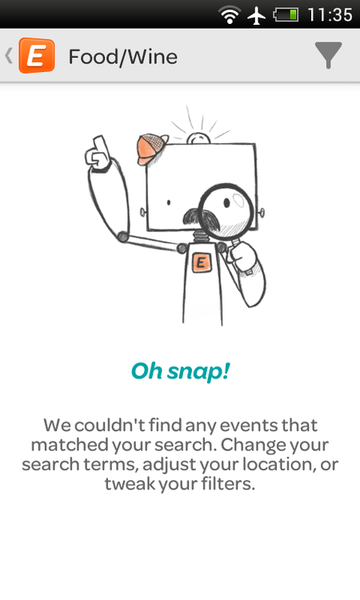 11:35
E Food/Wine
E
Oh snap!
We couldn't find any events that
matched your search. Change your
search terms, adjust your location, or
tweak your filters.